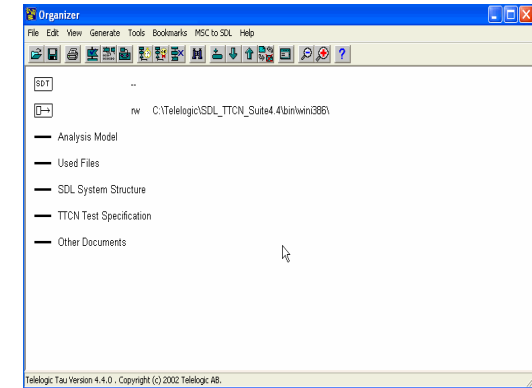 Organizer
File Edit View Generate Tools Bookmarks MSC to SDL Help
SDT --
rw C:\Telelogic\SDL_TTCN_Suite4.4\bin\wini386\
Analysis Model
Used Files
SDL System Structure
TTCN Test Specification
Other Documents
Telelogic Tau Version 4.4.0 . Copyright (c) 2002 Telelogic AB.